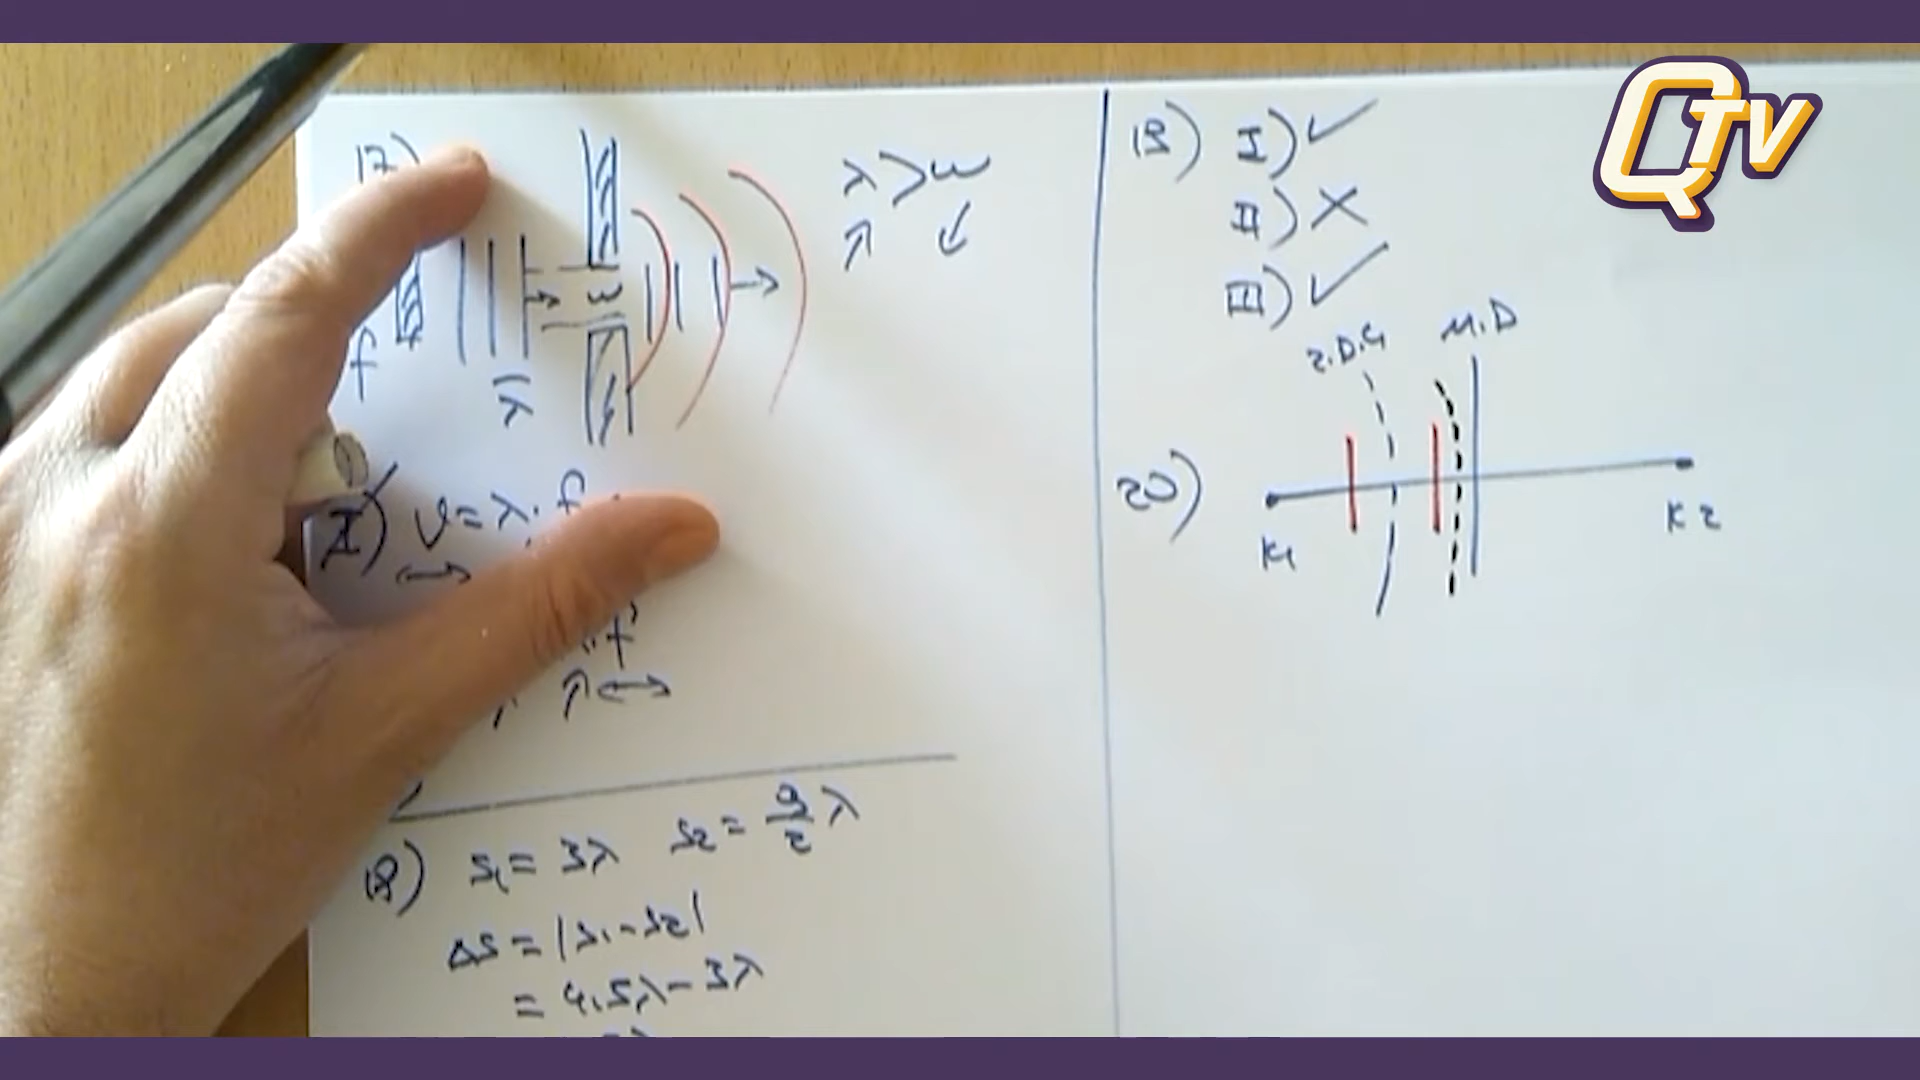 17)
λ > w
w
λ
f
v = λ . f
18) S1 = 3λ S2 = 9/2 λ
ΔS = |S1 - S2|
= 4.5λ - 3λ
19) I) ✓
II) X
III) ✓
2.D.Ç M.D
20)
K1 K2
QTV